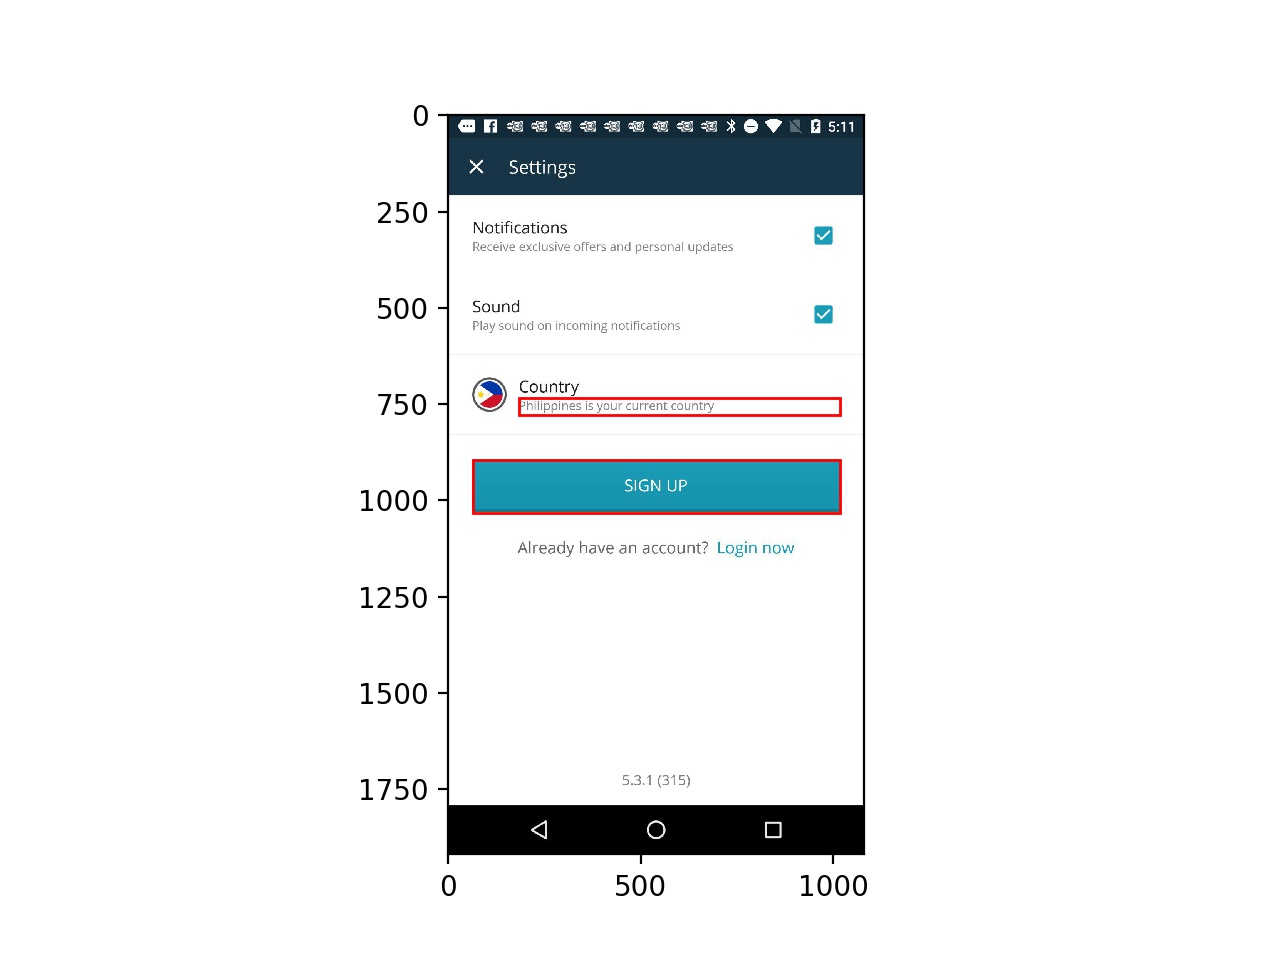 0
5:11
Settings
250
Notifications
Receive exclusive offers and personal updates
500
Sound
Play sound on incoming notifications
Country
750
Philippines is your current country
SIGN UP
1000
Already have an account? Login now
1250
1500
5.3.1 (315)
1750
0 500 1000